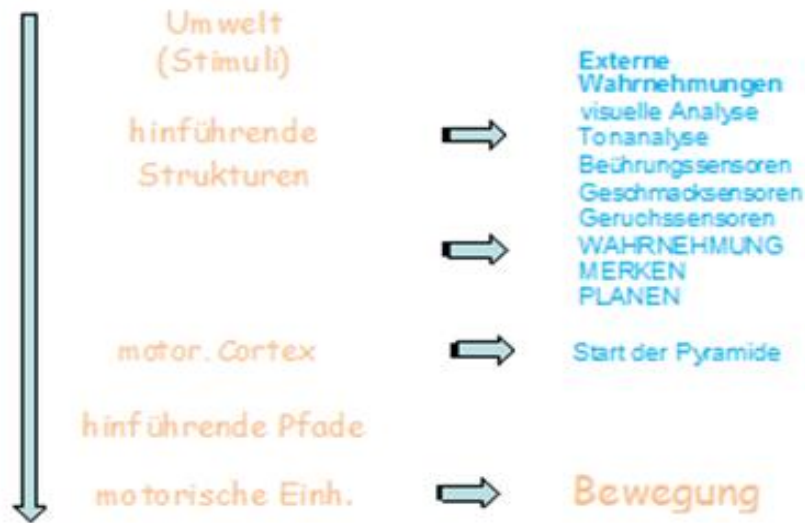 Umwelt
(Stimuli)
hinführende
Strukturen
Externe
Wahrnehmungen
visuelle Analyse
Tonanalyse
Beührungssensoren
Geschmacksensoren
Geruchssensoren
WAHRNEHMUNG
MERKEN
PLANEN
motor. Cortex
Start der Pyramide
hinführende Pfade
motorische Einh.
Bewegung